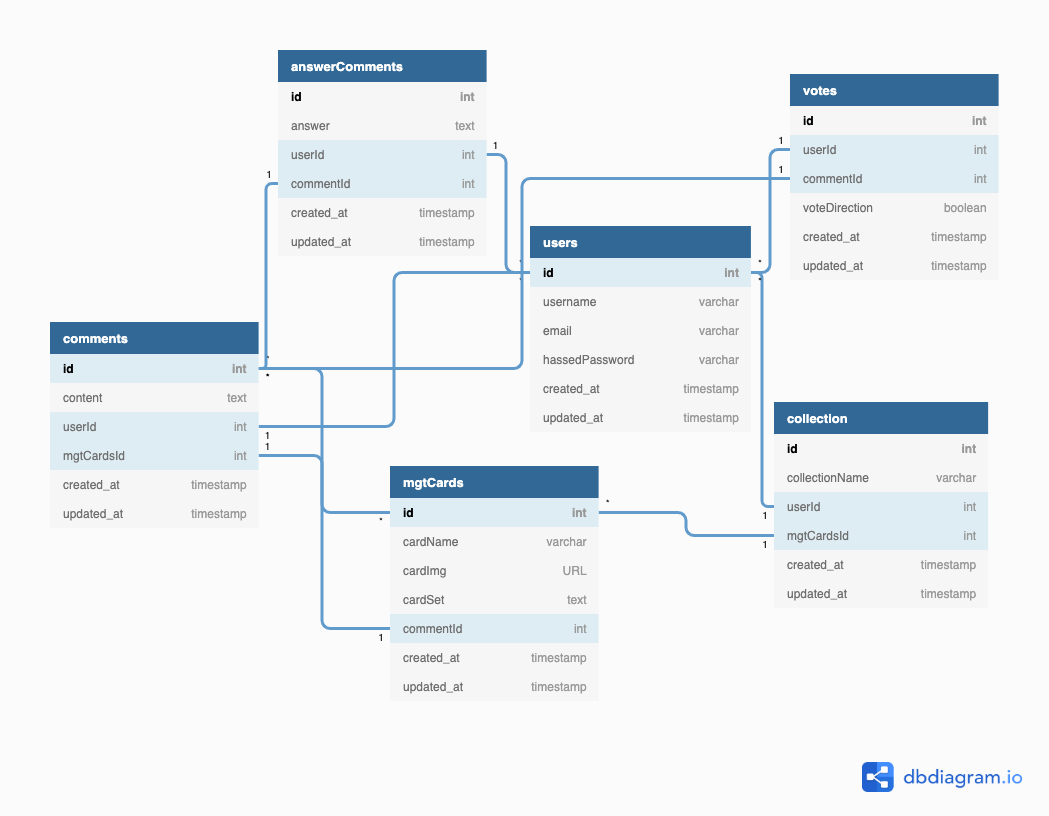 answerComments
id int
answer text
userId int
commentId int
created_at timestamp
updated_at timestamp
1
1
votes
id int
userId int
commentId int
voteDirection boolean
created_at timestamp
updated_at timestamp
1
1
users
id int
username varchar
email varchar
hassedPassword varchar
created_at timestamp
updated_at timestamp
*
*
*
*
comments
id int
content text
userId int
mgtCardsId int
created_at timestamp
updated_at timestamp
*
*
1
1
mgtCards
id int
cardName varchar
cardImg URL
cardSet text
commentId int
created_at timestamp
updated_at timestamp
*
*
1
collection
id int
collectionName varchar
userId int
mgtCardsId int
created_at timestamp
updated_at timestamp
1
1
dbdiagram.io